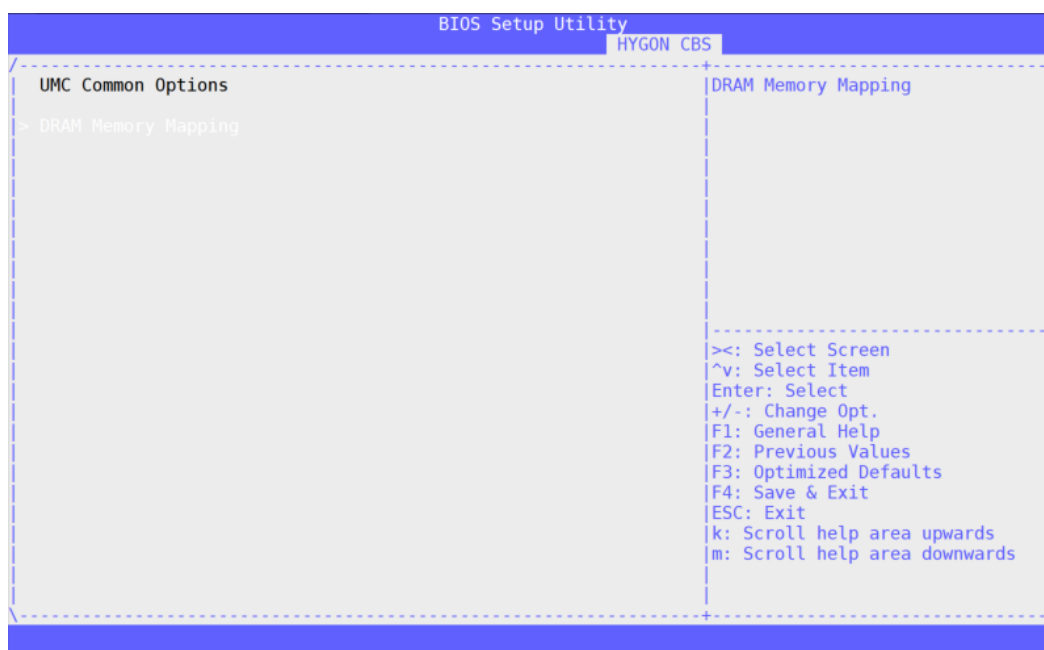 BIOS Setup Utility
HYGON CBS
UMC Common Options
> DRAM Memory Mapping
DRAM Memory Mapping
><: Select Screen
^v: Select Item
Enter: Select
+/-: Change Opt.
F1: General Help
F2: Previous Values
F3: Optimized Defaults
F4: Save & Exit
ESC: Exit
k: Scroll help area upwards
m: Scroll help area downwards